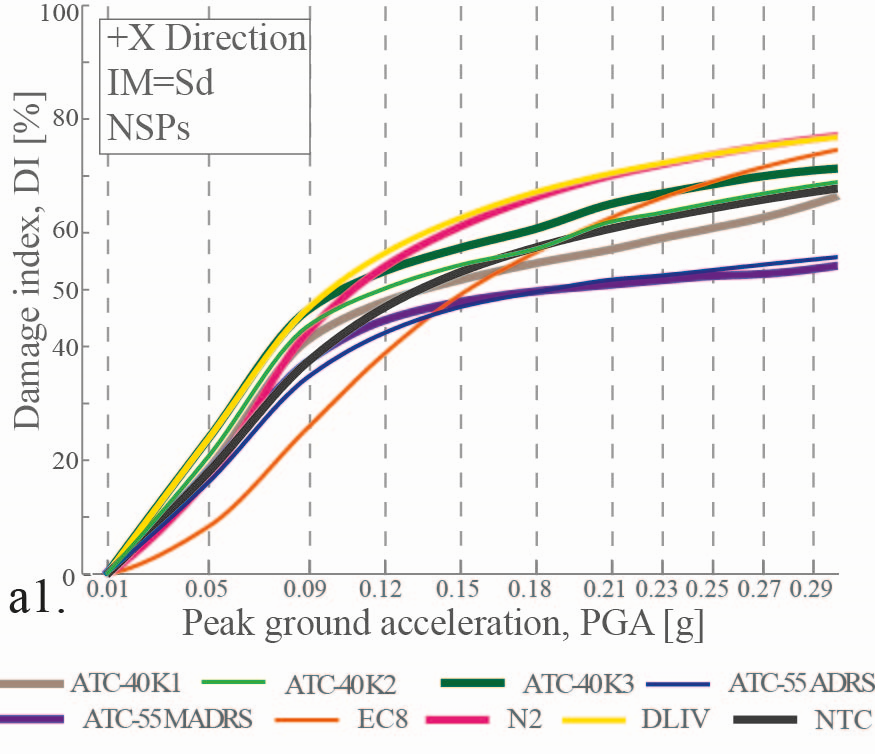 100
+X Direction
IM=Sd
NSPs
80
60
50
40
20
0
Damage index, DI [%]
0.01 0.05 0.09 0.12 0.15 0.18 0.21 0.23 0.25 0.27 0.29
a1.
Peak ground acceleration, PGA [g]
ATC-40K1 ATC-40K2 ATC-40K3 ATC-55 ADRS
ATC-55MADRS EC8 N2 DLIV NTC